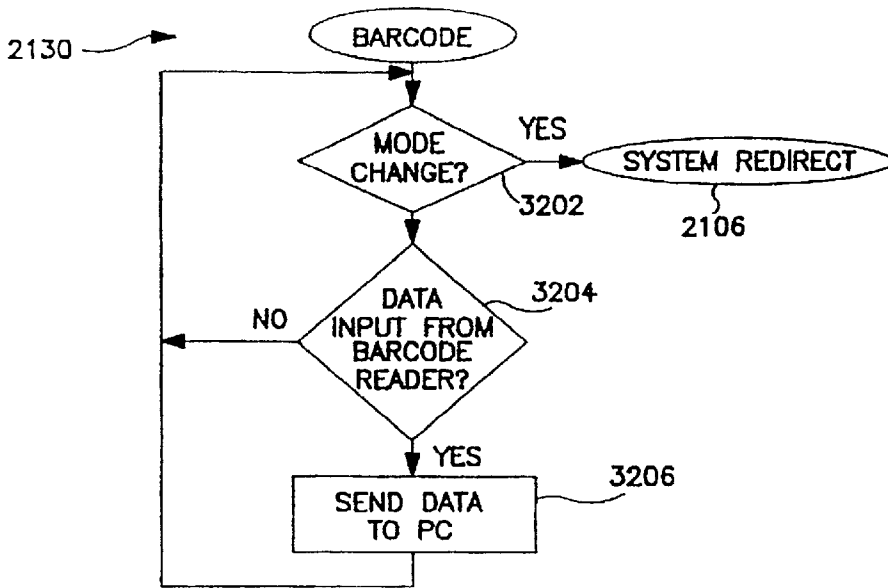 2130
BARCODE
MODE
CHANGE?
YES
SYSTEM REDIRECT
3202
2106
DATA
INPUT FROM
BARCODE
READER?
3204
NO
YES
SEND DATA
TO PC
3206